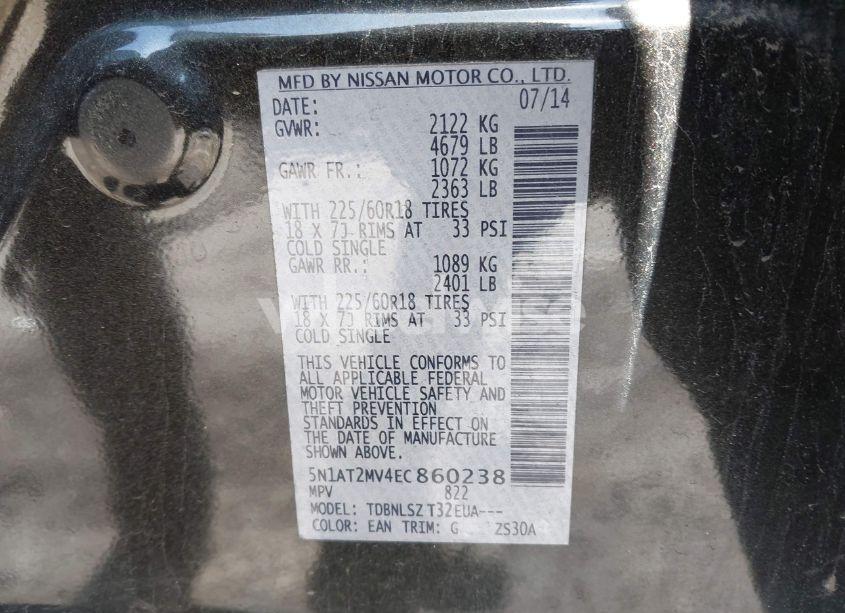 MFD BY NISSAN MOTOR CO., LTD.
DATE: 07/14
GVWR: 2122 KG
4679 LB
GAWR FR.: 1072 KG
2363 LB
WITH 225/60R18 TIRES
18 X 7J RIMS AT 33 PSI
COLD SINGLE
GAWR RR.: 1089 KG
2401 LB
WITH 225/60R18 TIRES
18 X 7J RIMS AT 33 PSI
COLD SINGLE
THIS VEHICLE CONFORMS TO
ALL APPLICABLE FEDERAL
MOTOR VEHICLE SAFETY AND
THEFT PREVENTION
STANDARDS IN EFFECT ON
THE DATE OF MANUFACTURE
SHOWN ABOVE.
5N1AT2MV4EC860238
MPV 822
MODEL: TDBNLSZ T32EUA---
COLOR: EAN TRIM: G ZS30A